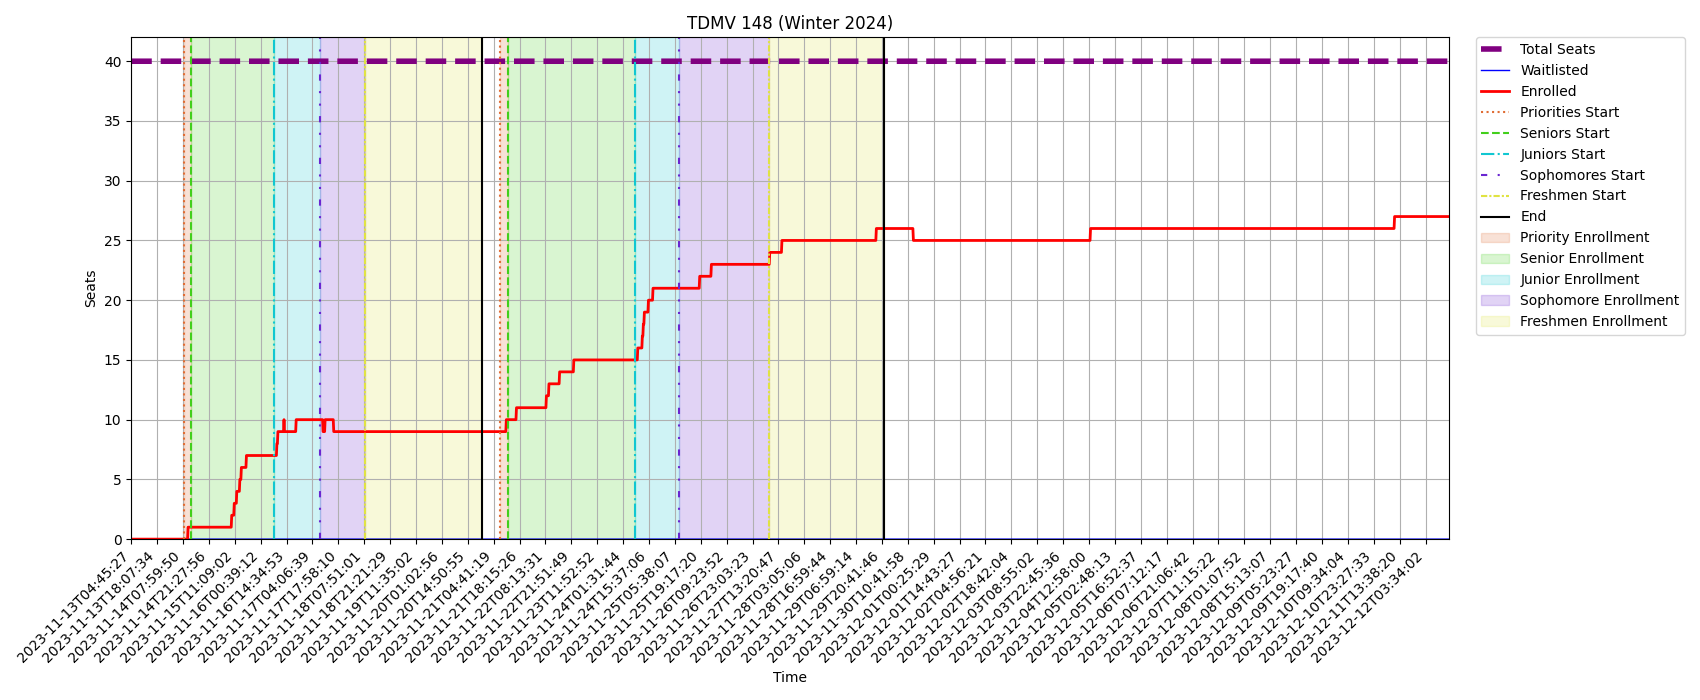 TDMV 148 (Winter 2024)
40
35
30
25
20
15
10
5
0
Seats
2023-11-13T04:45:27
2023-11-13T18:07:34
2023-11-14T07:59:50
2023-11-14T21:27:56
2023-11-15T11:09:02
2023-11-16T00:39:12
2023-11-16T14:34:53
2023-11-17T04:06:39
2023-11-17T17:58:10
2023-11-18T07:51:01
2023-11-18T21:21:29
2023-11-19T11:35:02
2023-11-20T01:02:56
2023-11-20T14:50:55
2023-11-21T04:41:19
2023-11-21T18:15:26
2023-11-22T08:13:31
2023-11-22T21:51:49
2023-11-23T11:52:52
2023-11-24T01:31:44
2023-11-24T15:37:06
2023-11-25T05:38:07
2023-11-25T19:17:20
2023-11-26T09:23:52
2023-11-26T23:03:23
2023-11-27T13:20:47
2023-11-28T03:05:06
2023-11-28T16:59:44
2023-11-29T06:59:14
2023-11-29T20:41:46
2023-11-30T10:41:58
2023-12-01T00:25:29
2023-12-01T14:43:27
2023-12-02T04:56:21
2023-12-02T18:42:04
2023-12-03T08:55:02
2023-12-03T22:45:36
2023-12-04T12:58:00
2023-12-05T02:48:13
2023-12-05T16:52:37
2023-12-06T07:12:17
2023-12-06T21:06:42
2023-12-07T11:15:22
2023-12-08T01:07:52
2023-12-08T15:13:07
2023-12-09T05:23:27
2023-12-09T19:17:40
2023-12-10T09:34:04
2023-12-10T23:27:33
2023-12-11T13:38:20
2023-12-12T03:34:02
Time
Total Seats
Waitlisted
Enrolled
Priorities Start
Seniors Start
Juniors Start
Sophomores Start
Freshmen Start
End
Priority Enrollment
Senior Enrollment
Junior Enrollment
Sophomore Enrollment
Freshmen Enrollment